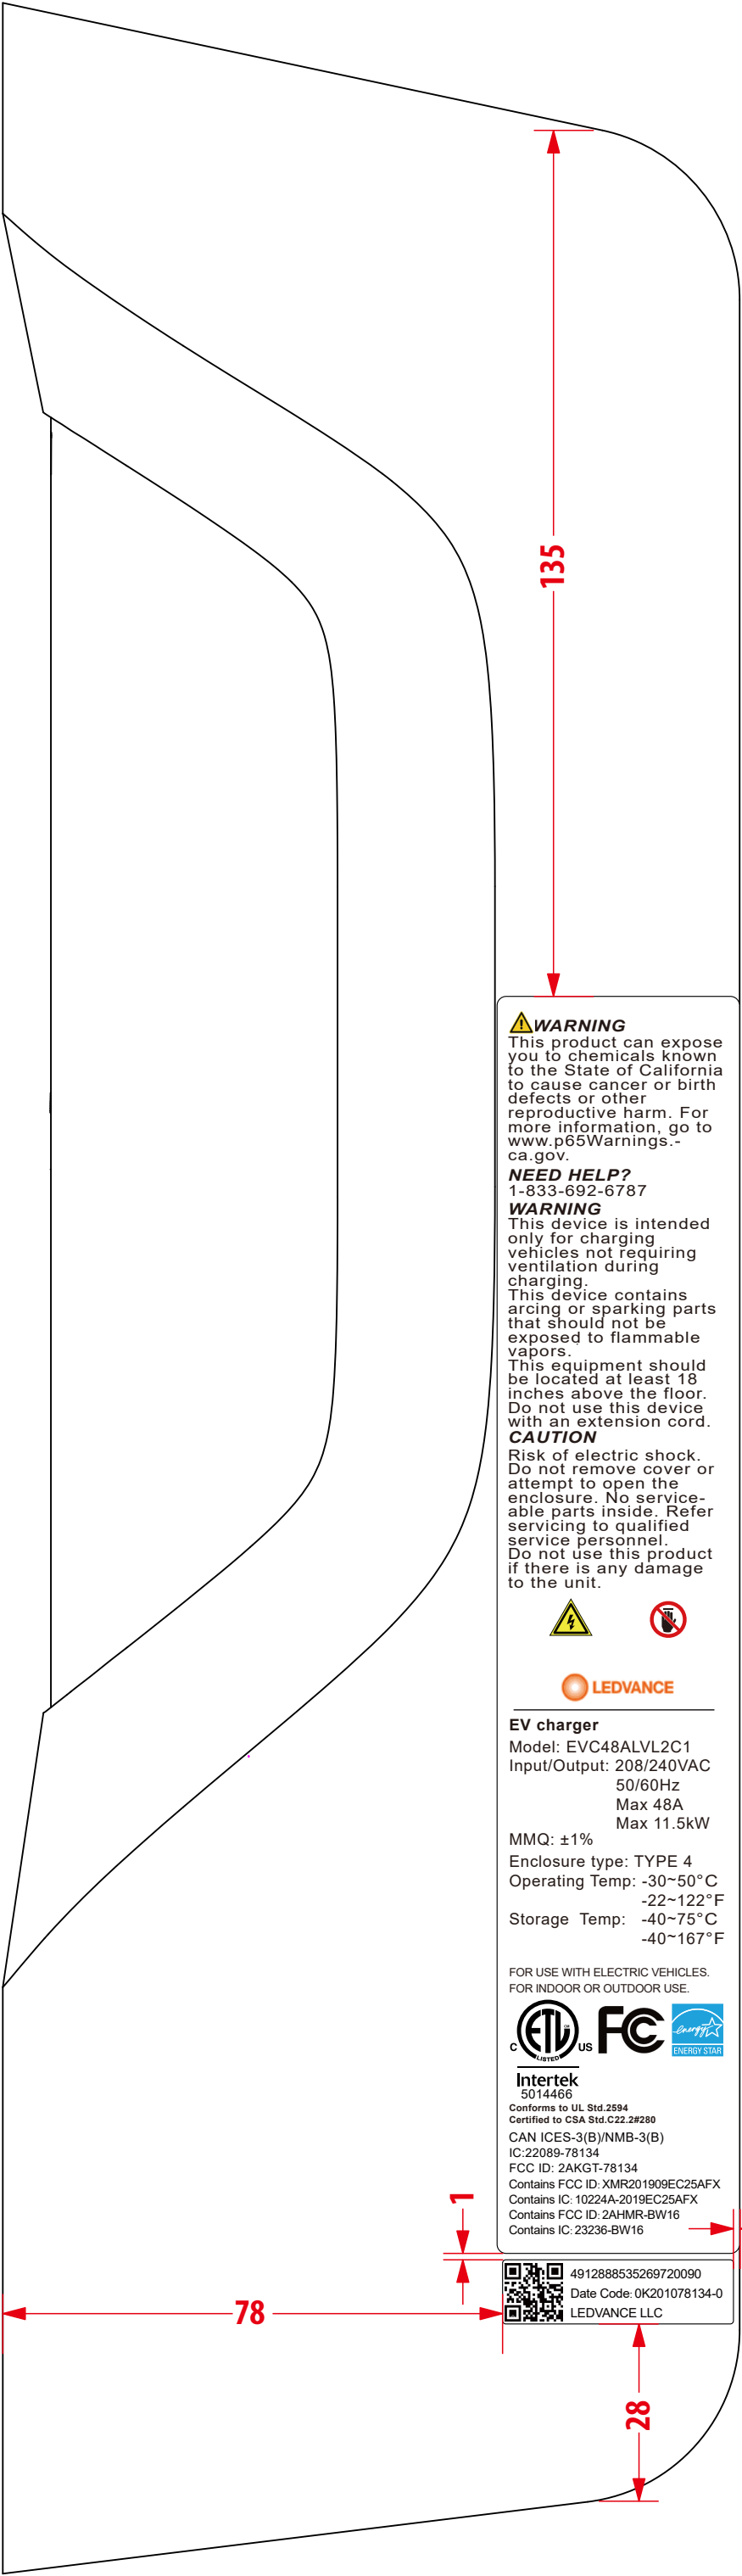 135
WARNING
This product can expose
you to chemicals known
to the State of California
to cause cancer or birth
defects or other
reproductive harm. For
more information, go to
www.p65Warnings.-
ca.gov.
NEED HELP?
1-833-692-6787
WARNING
This device is intended
only for charging
vehicles not requiring
ventilation during
charging.
This device contains
arcing or sparking parts
that should not be
exposed to flammable
vapors.
This equipment should
be located at least 18
inches above the floor.
Do not use this device
with an extension cord.
CAUTION
Risk of electric shock.
Do not remove cover or
attempt to open the
enclosure. No service-
able parts inside. Refer
servicing to qualified
service personnel.
Do not use this product
if there is any damage
to the unit.
LEDVANCE
EV charger
Model: EVC48ALVL2C1
Input/Output: 208/240VAC
50/60Hz
Max 48A
Max 11.5kW
MMQ: ±1%
Enclosure type: TYPE 4
Operating Temp: -30~50°C
-22~122°F
Storage Temp: -40~75°C
-40~167°F
FOR USE WITH ELECTRIC VEHICLES.
FOR INDOOR OR OUTDOOR USE.
C ETL CM LISTED US FC energy ENERGY STAR
Intertek
5014466
Conforms to UL Std.2594
Certified to CSA Std.C22.2#280
CAN ICES-3(B)/NMB-3(B)
IC:22089-78134
FCC ID: 2AKGT-78134
Contains FCC ID: XMR201909EC25AFX
Contains IC: 10224A-2019EC25AFX
Contains FCC ID: 2AHMR-BW16
Contains IC: 23236-BW16
1
4912888535269720090
Date Code: 0K201078134-0
LEDVANCE LLC
78
28